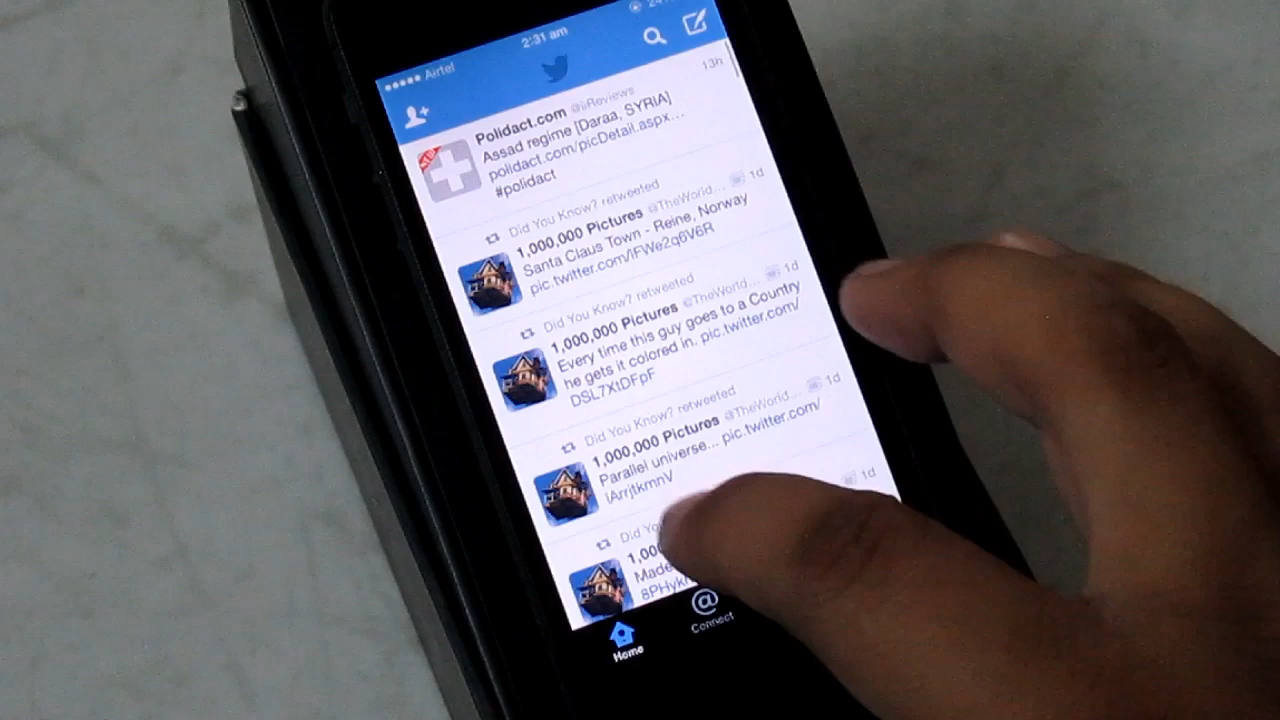 Airtel
2:31 am
Polidact.com @iiReviews 13h
Assad regime [Daraa, SYRIA]
polidact.com/picDetail.aspx...
#polidact
Did You Know? retweeted
1,000,000 Pictures @TheWorld... 1d
Santa Claus Town - Reine, Norway
pic.twitter.com/iFWe2q6V6R
Did You Know? retweeted
1,000,000 Pictures @TheWorld... 1d
Every time this guy goes to a Country
he gets it colored in. pic.twitter.com/
DSL7XtDFpF
Did You Know? retweeted
1,000,000 Pictures @TheWorld... 1d
Parallel universe... pic.twitter.com/
iArrjtkmnV
Did 1d
Made
Home
@
Connect